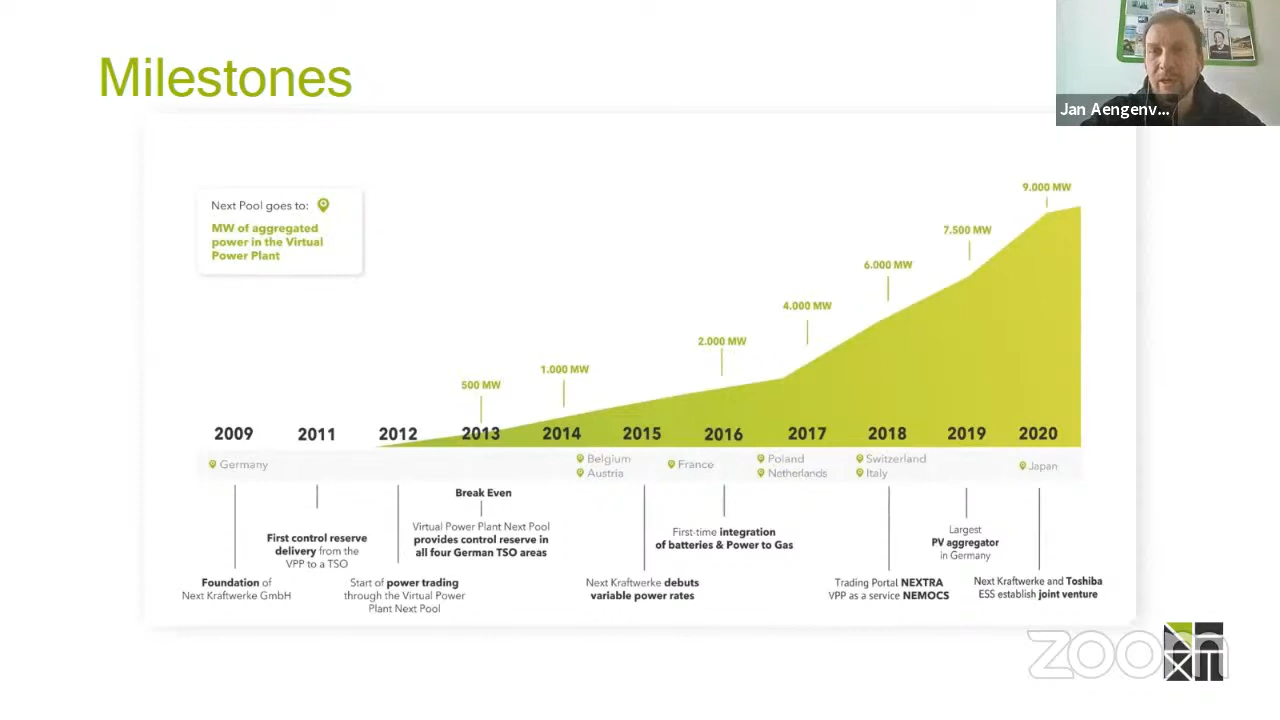 Milestones
Jan Aengenv...
Next Pool goes to:
MW of aggregated
power in the Virtual
Power Plant
500 MW
1.000 MW
2.000 MW
4.000 MW
6.000 MW
7.500 MW
9.000 MW
2009
2011
2012
2013
2014
2015
2016
2017
2018
2019
2020
Germany
Belgium
Austria
France
Poland
Netherlands
Switzerland
Italy
Japan
Foundation of
Next Kraftwerke GmbH
First control reserve
delivery from the
VPP to a TSO
Start of power trading
through the Virtual Power
Plant Next Pool
Break Even
Virtual Power Plant Next Pool
provides control reserve in
all four German TSO areas
Next Kraftwerke debuts
variable power rates
First-time integration
of batteries & Power to Gas
Trading Portal NEXTRA
VPP as a service NEMOCS
Largest
PV aggregator
in Germany
Next Kraftwerke and Toshiba
ESS establish joint venture
zoom